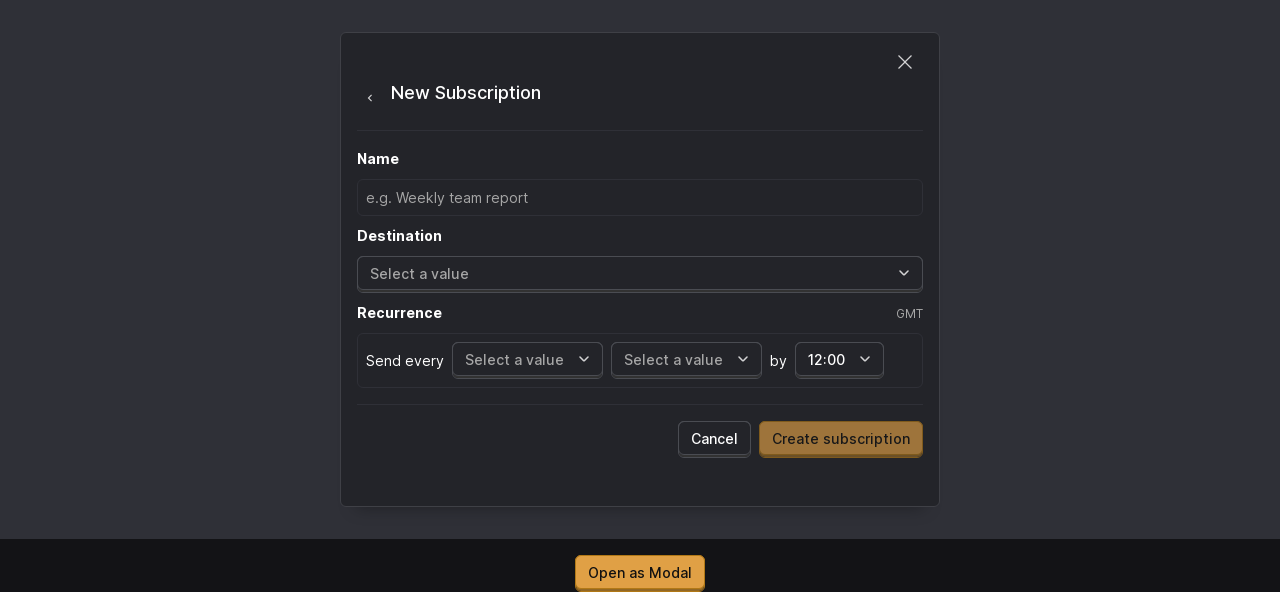 New Subscription
Name
e.g. Weekly team report
Destination
Select a value
Recurrence GMT
Send every Select a value Select a value by 12:00
Cancel Create subscription
Open as Modal